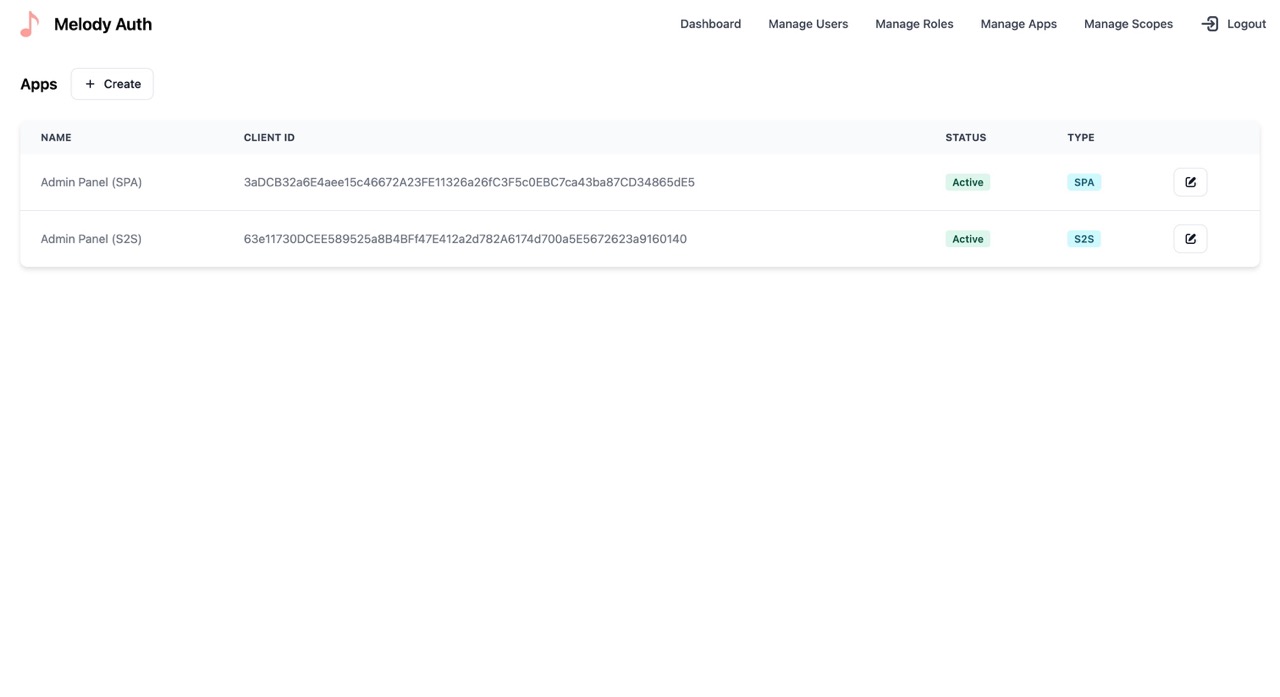 Melody Auth
Dashboard Manage Users Manage Roles Manage Apps Manage Scopes Logout
Apps + Create
NAME CLIENT ID STATUS TYPE
Admin Panel (SPA) 3aDCB32a6E4aee15c46672A23FE11326a26fC3F5c0EBC7ca43ba87CD34865dE5 Active SPA
Admin Panel (S2S) 63e11730DCEE589525a8B4BFf47E412a2d782A6174d700a5E5672623a9160140 Active S2S